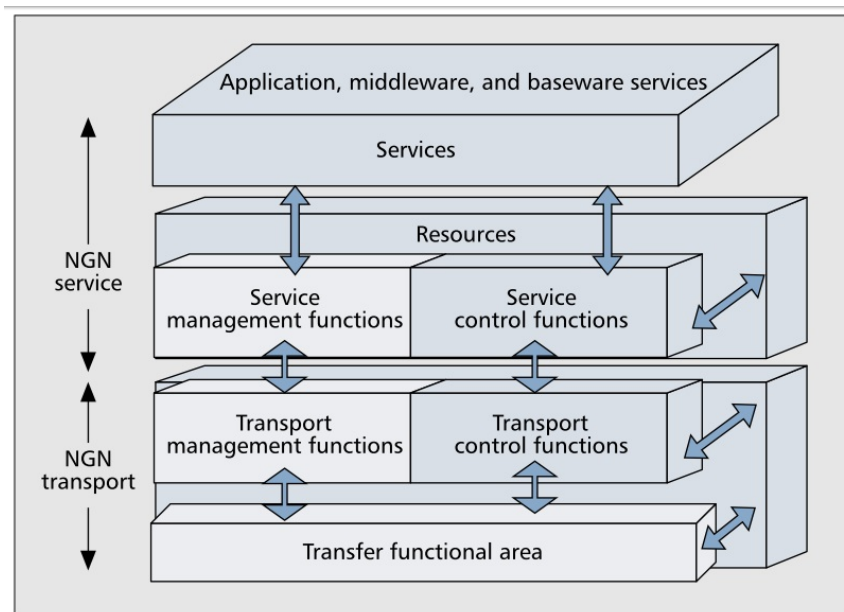 Application, middleware, and baseware services
Services
Resources
NGN
service
Service
management functions
Service
control functions
Transport
management functions
Transport
control functions
NGN
transport
Transfer functional area